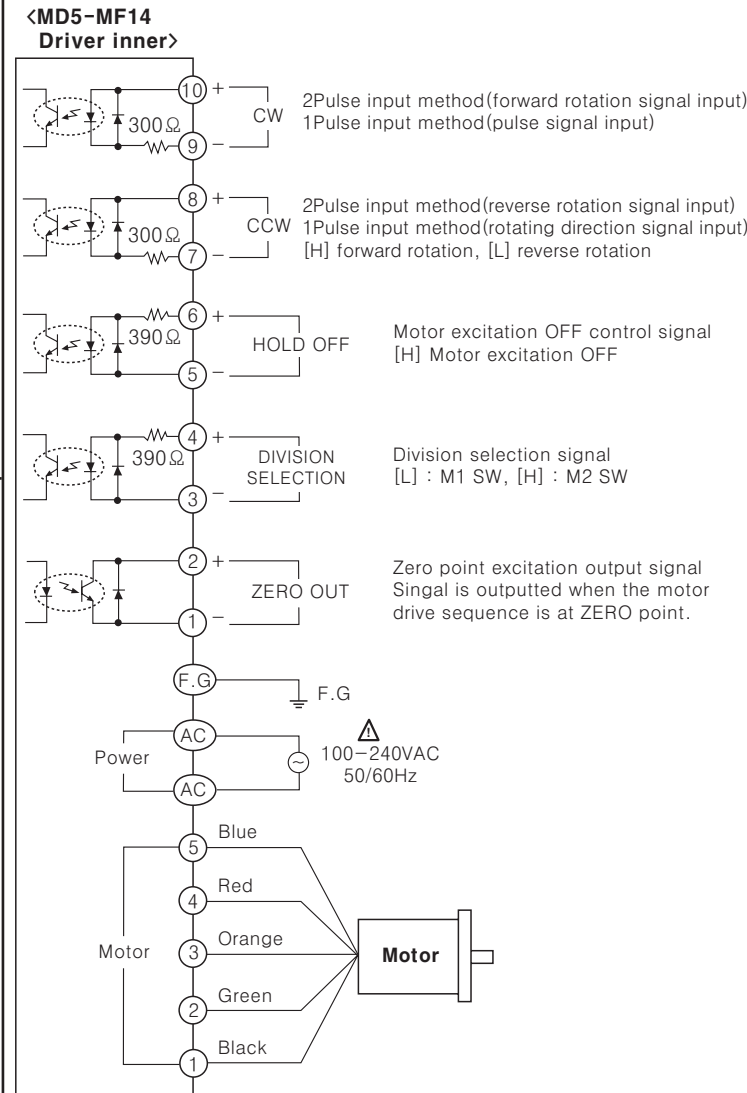 <MD5-MF14
Driver inner>
10 + CW 2Pulse input method(forward rotation signal input)
300Ω 1Pulse input method(pulse signal input)
9 −
8 + CCW 2Pulse input method(reverse rotation signal input)
300Ω 1Pulse input method(rotating direction signal input)
7 − [H] forward rotation, [L] reverse rotation
6 +
390Ω HOLD OFF Motor excitation OFF control signal
5 − [H] Motor excitation OFF
4 +
390Ω DIVISION Division selection signal
SELECTION [L] : M1 SW, [H] : M2 SW
3 −
2 + Zero point excitation output signal
ZERO OUT Singal is outputted when the motor
1 − drive sequence is at ZERO point.
F.G F.G
AC
Power 100-240VAC
50/60Hz
AC
5 Blue
4 Red
Motor 3 Orange Motor
2 Green
1 Black